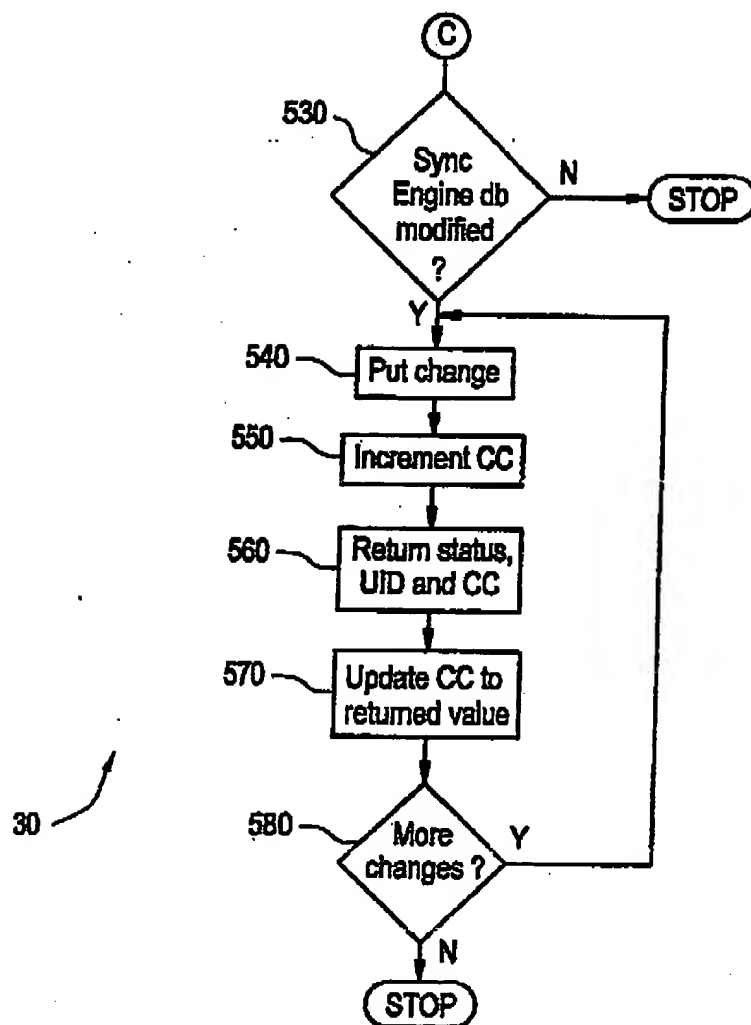 C
530
Sync
Engine db
modified
?
N
STOP
Y
540
Put change
550
Increment CC
560
Return status,
UID and CC
570
Update CC to
returned value
30
580
More
changes ?
Y
N
STOP